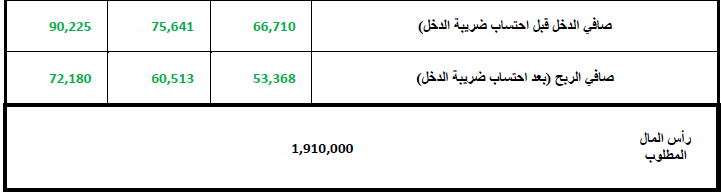 صافي الدخل قبل احتساب ضريبة الدخل) 66,710 75,641 90,225
صافي الربح (بعد احتساب ضريبة الدخل) 53,368 60,513 72,180
رأس المال
المطلوب
1,910,000